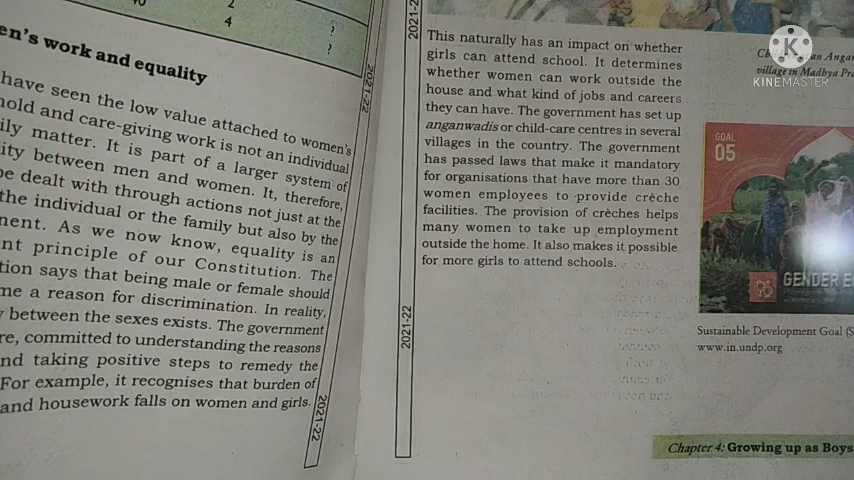 40
2
4
?
?
en's work and equality
have seen the low value attached to women's
hold and care-giving work is not an individual
ily matter. It is part of a larger system of
lity between men and women. It, therefore,
be dealt with through actions not just at the
the individual or the family but also by the
nent. As we now know, equality is an
nt principle of our Constitution. The
tion says that being male or female should
me a reason for discrimination. In reality,
y between the sexes exists. The government
re, committed to understanding the reasons
nd taking positive steps to remedy the
For example, it recognises that burden of
and housework falls on women and girls.
2021-22
2021-22
2021-2
This naturally has an impact on whether
girls can attend school. It determines
whether women can work outside the
house and what kind of jobs and careers
they can have. The government has set up
anganwadis or child-care centres in several
villages in the country. The government
has passed laws that make it mandatory
for organisations that have more than 30
women employees to provide crèche
facilities. The provision of crèches helps
many women to take up employment
outside the home. It also makes it possible
for more girls to attend schools.
2021-22
an Angan
village in Madhya Pra
KINEMASTER
GOAL
05
GENDER E
Sustainable Development Goal (S
www.in.undp.org
Chapter 4: Growing up as Boys